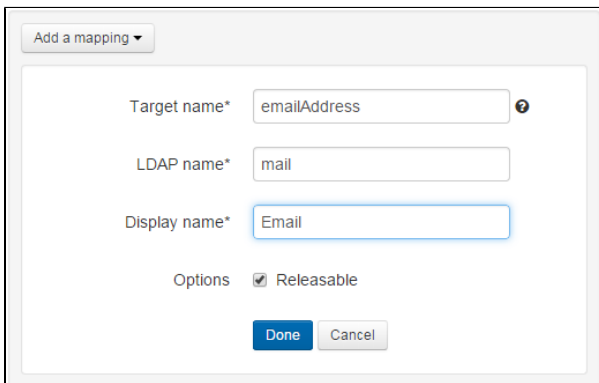 Add a mapping
Target name* emailAddress
LDAP name* mail
Display name* Email
Options Releasable
Done Cancel